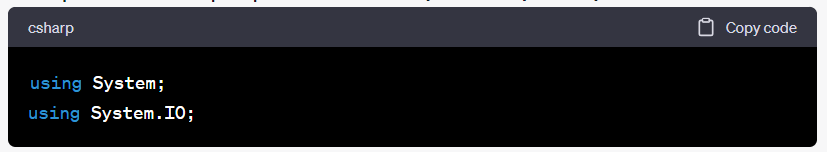 csharp
Copy code
using System;
using System.IO;